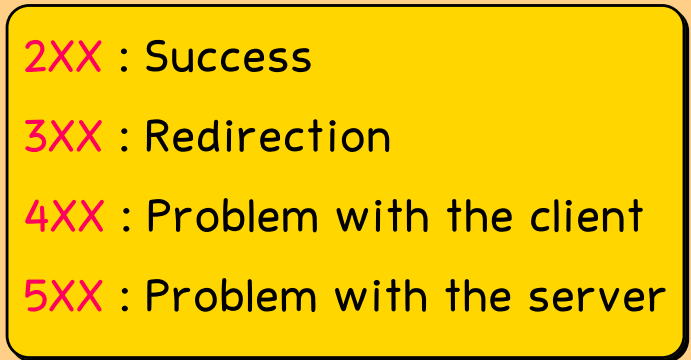 2XX : Success
3XX : Redirection
4XX : Problem with the client
5XX : Problem with the server